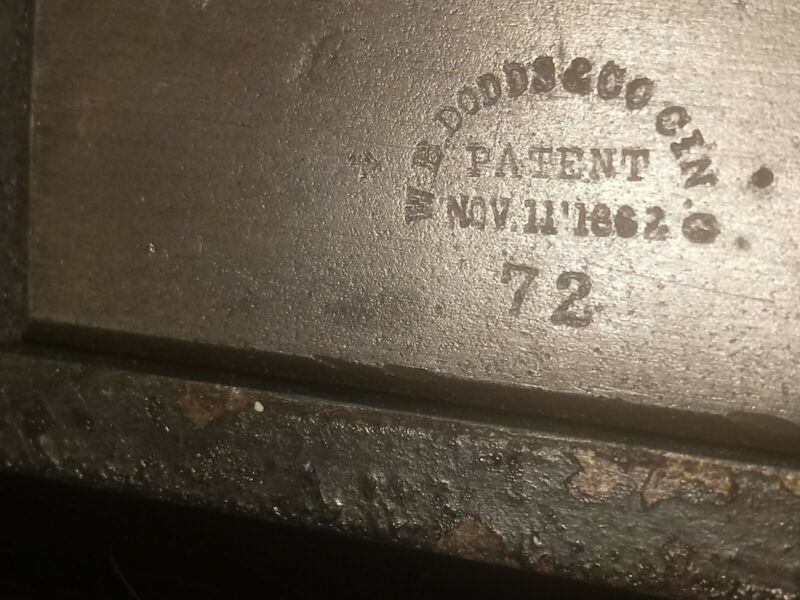 W.B. DODDS & CO CIN. O.
PATENT
NOV. 11' 1862
72